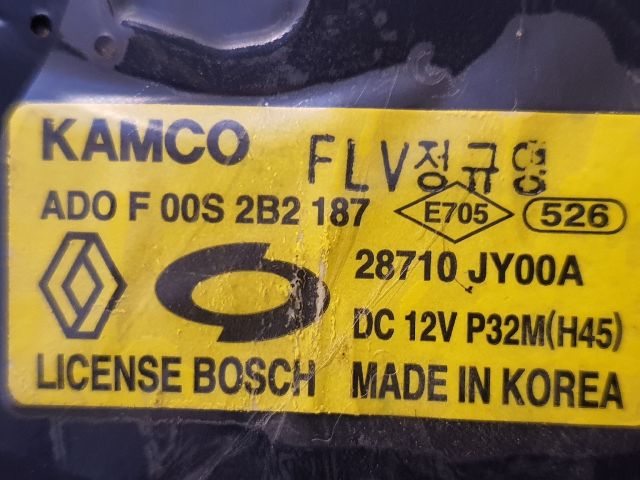 KAMCO FLV정규영
ADO F 00S 2B2 187 E705 526
28710 JY00A
DC 12V P32M(H45)
LICENSE BOSCH MADE IN KOREA